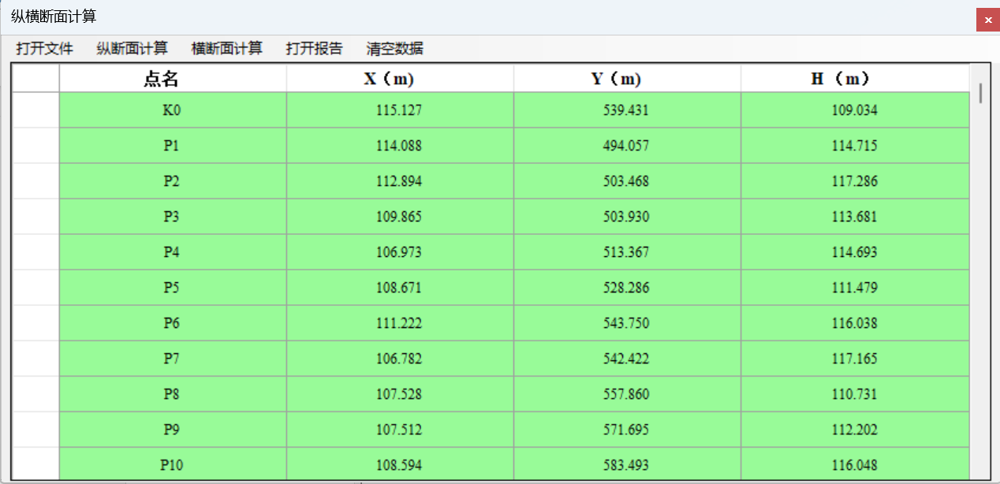 纵横断面计算
打开文件 纵断面计算 横断面计算 打开报告 清空数据
点名 X（m） Y（m） H （m）
K0 115.127 539.431 109.034
P1 114.088 494.057 114.715
P2 112.894 503.468 117.286
P3 109.865 503.930 113.681
P4 106.973 513.367 114.693
P5 108.671 528.286 111.479
P6 111.222 543.750 116.038
P7 106.782 542.422 117.165
P8 107.528 557.860 110.731
P9 107.512 571.695 112.202
P10 108.594 583.493 116.048